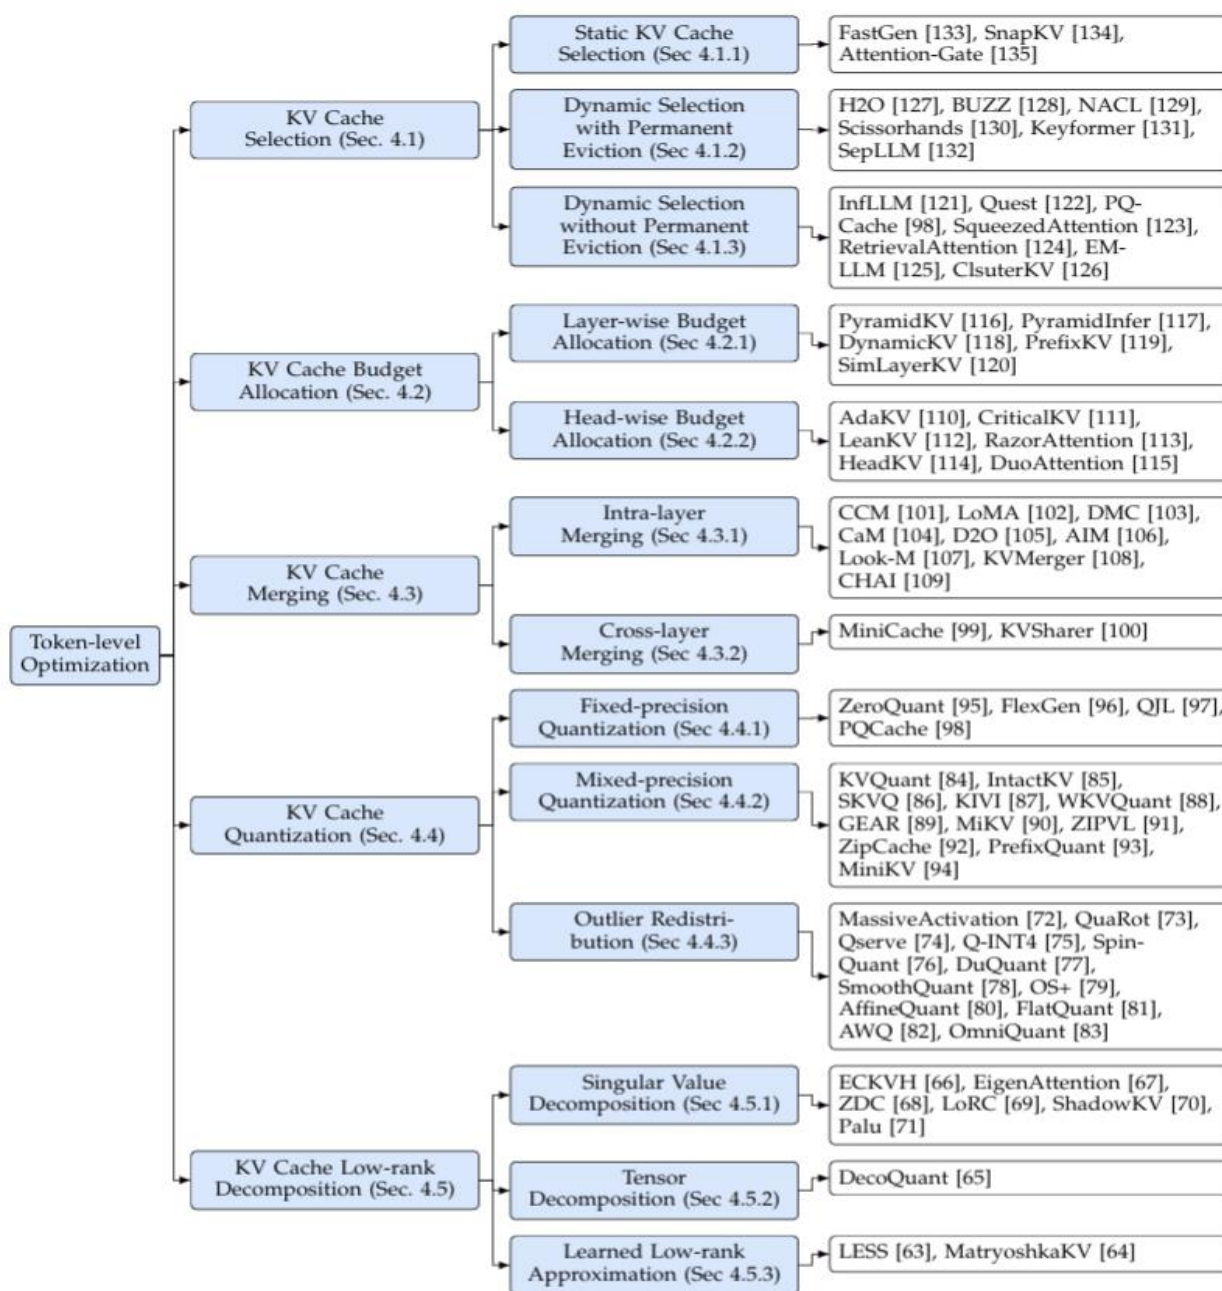 Token-level
Optimization
KV Cache
Selection (Sec. 4.1)
Static KV Cache
Selection (Sec 4.1.1)
FastGen [133], SnapKV [134],
Attention-Gate [135]
Dynamic Selection
with Permanent
Eviction (Sec 4.1.2)
H2O [127], BUZZ [128], NACL [129],
Scissorhands [130], Keyformer [131],
SepLLM [132]
Dynamic Selection
without Permanent
Eviction (Sec 4.1.3)
InfLLM [121], Quest [122], PQ-
Cache [98], SqueezedAttention [123],
RetrievalAttention [124], EM-
LLM [125], ClsuterKV [126]
KV Cache Budget
Allocation (Sec. 4.2)
Layer-wise Budget
Allocation (Sec 4.2.1)
PyramidKV [116], PyramidInfer [117],
DynamicKV [118], PrefixKV [119],
SimLayerKV [120]
Head-wise Budget
Allocation (Sec 4.2.2)
AdaKV [110], CriticalKV [111],
LeanKV [112], RazorAttention [113],
HeadKV [114], DuoAttention [115]
KV Cache
Merging (Sec. 4.3)
Intra-layer
Merging (Sec 4.3.1)
CCM [101], LoMA [102], DMC [103],
CaM [104], D2O [105], AIM [106],
Look-M [107], KVMerger [108],
CHAI [109]
Cross-layer
Merging (Sec 4.3.2)
MiniCache [99], KVSharer [100]
KV Cache
Quantization (Sec. 4.4)
Fixed-precision
Quantization (Sec 4.4.1)
ZeroQuant [95], FlexGen [96], QJL [97],
PQCache [98]
Mixed-precision
Quantization (Sec 4.4.2)
KVQuant [84], IntactKV [85],
SKVQ [86], KIVI [87], WKVQuant [88],
GEAR [89], MiKV [90], ZIPVL [91],
ZipCache [92], PrefixQuant [93],
MiniKV [94]
Outlier Redistri-
bution (Sec 4.4.3)
MassiveActivation [72], QuaRot [73],
Qserve [74], Q-INT4 [75], Spin-
Quant [76], DuQuant [77],
SmoothQuant [78], OS+ [79],
AffineQuant [80], FlatQuant [81],
AWQ [82], OmniQuant [83]
KV Cache Low-rank
Decomposition (Sec. 4.5)
Singular Value
Decomposition (Sec 4.5.1)
ECKVH [66], EigenAttention [67],
ZDC [68], LoRC [69], ShadowKV [70],
Palu [71]
Tensor
Decomposition (Sec 4.5.2)
DecoQuant [65]
Learned Low-rank
Approximation (Sec 4.5.3)
LESS [63], MatryoshkaKV [64]